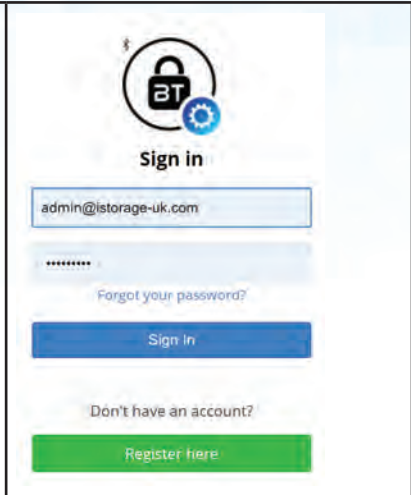 BT
Sign in
admin@istorage-uk.com
•••••••••
Forgot your password?
Sign In
Don't have an account?
Register here